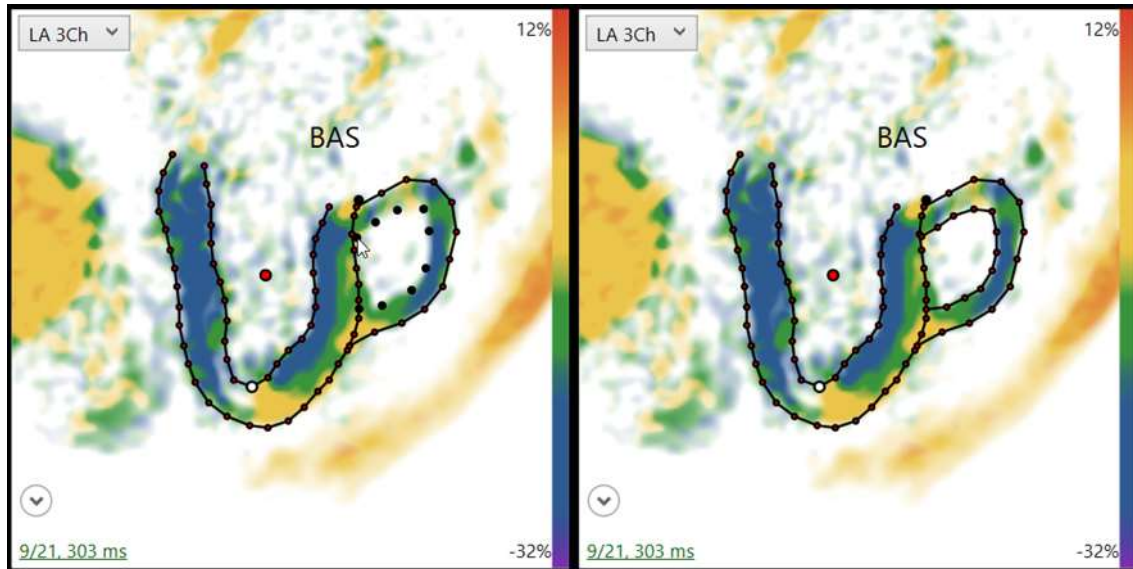 LA 3Ch
12%
BAS
9/21, 303 ms
-32%
LA 3Ch
12%
BAS
9/21, 303 ms
-32%